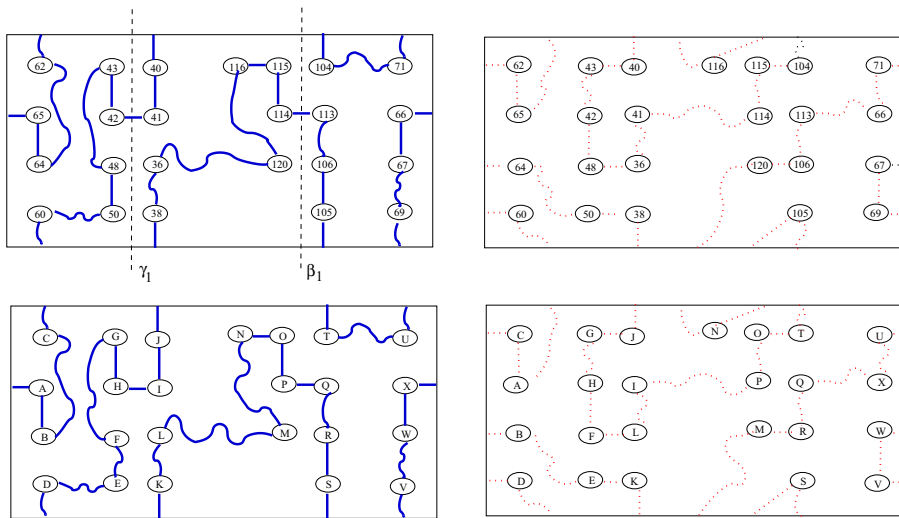 62 43 40 116 115 104 71
65 42 41 114 113 66
64 48 36 120 106 67
60 50 38 105 69
γ1 β1
62 43 40 116 115 104 71
65 42 41 114 113 66
64 48 36 120 106 67
60 50 38 105 69
C G J N O T U
A H I P Q X
B F L M R W
D E K S V
C G J N O T U
A H I P Q X
B F L M R W
D E K S V